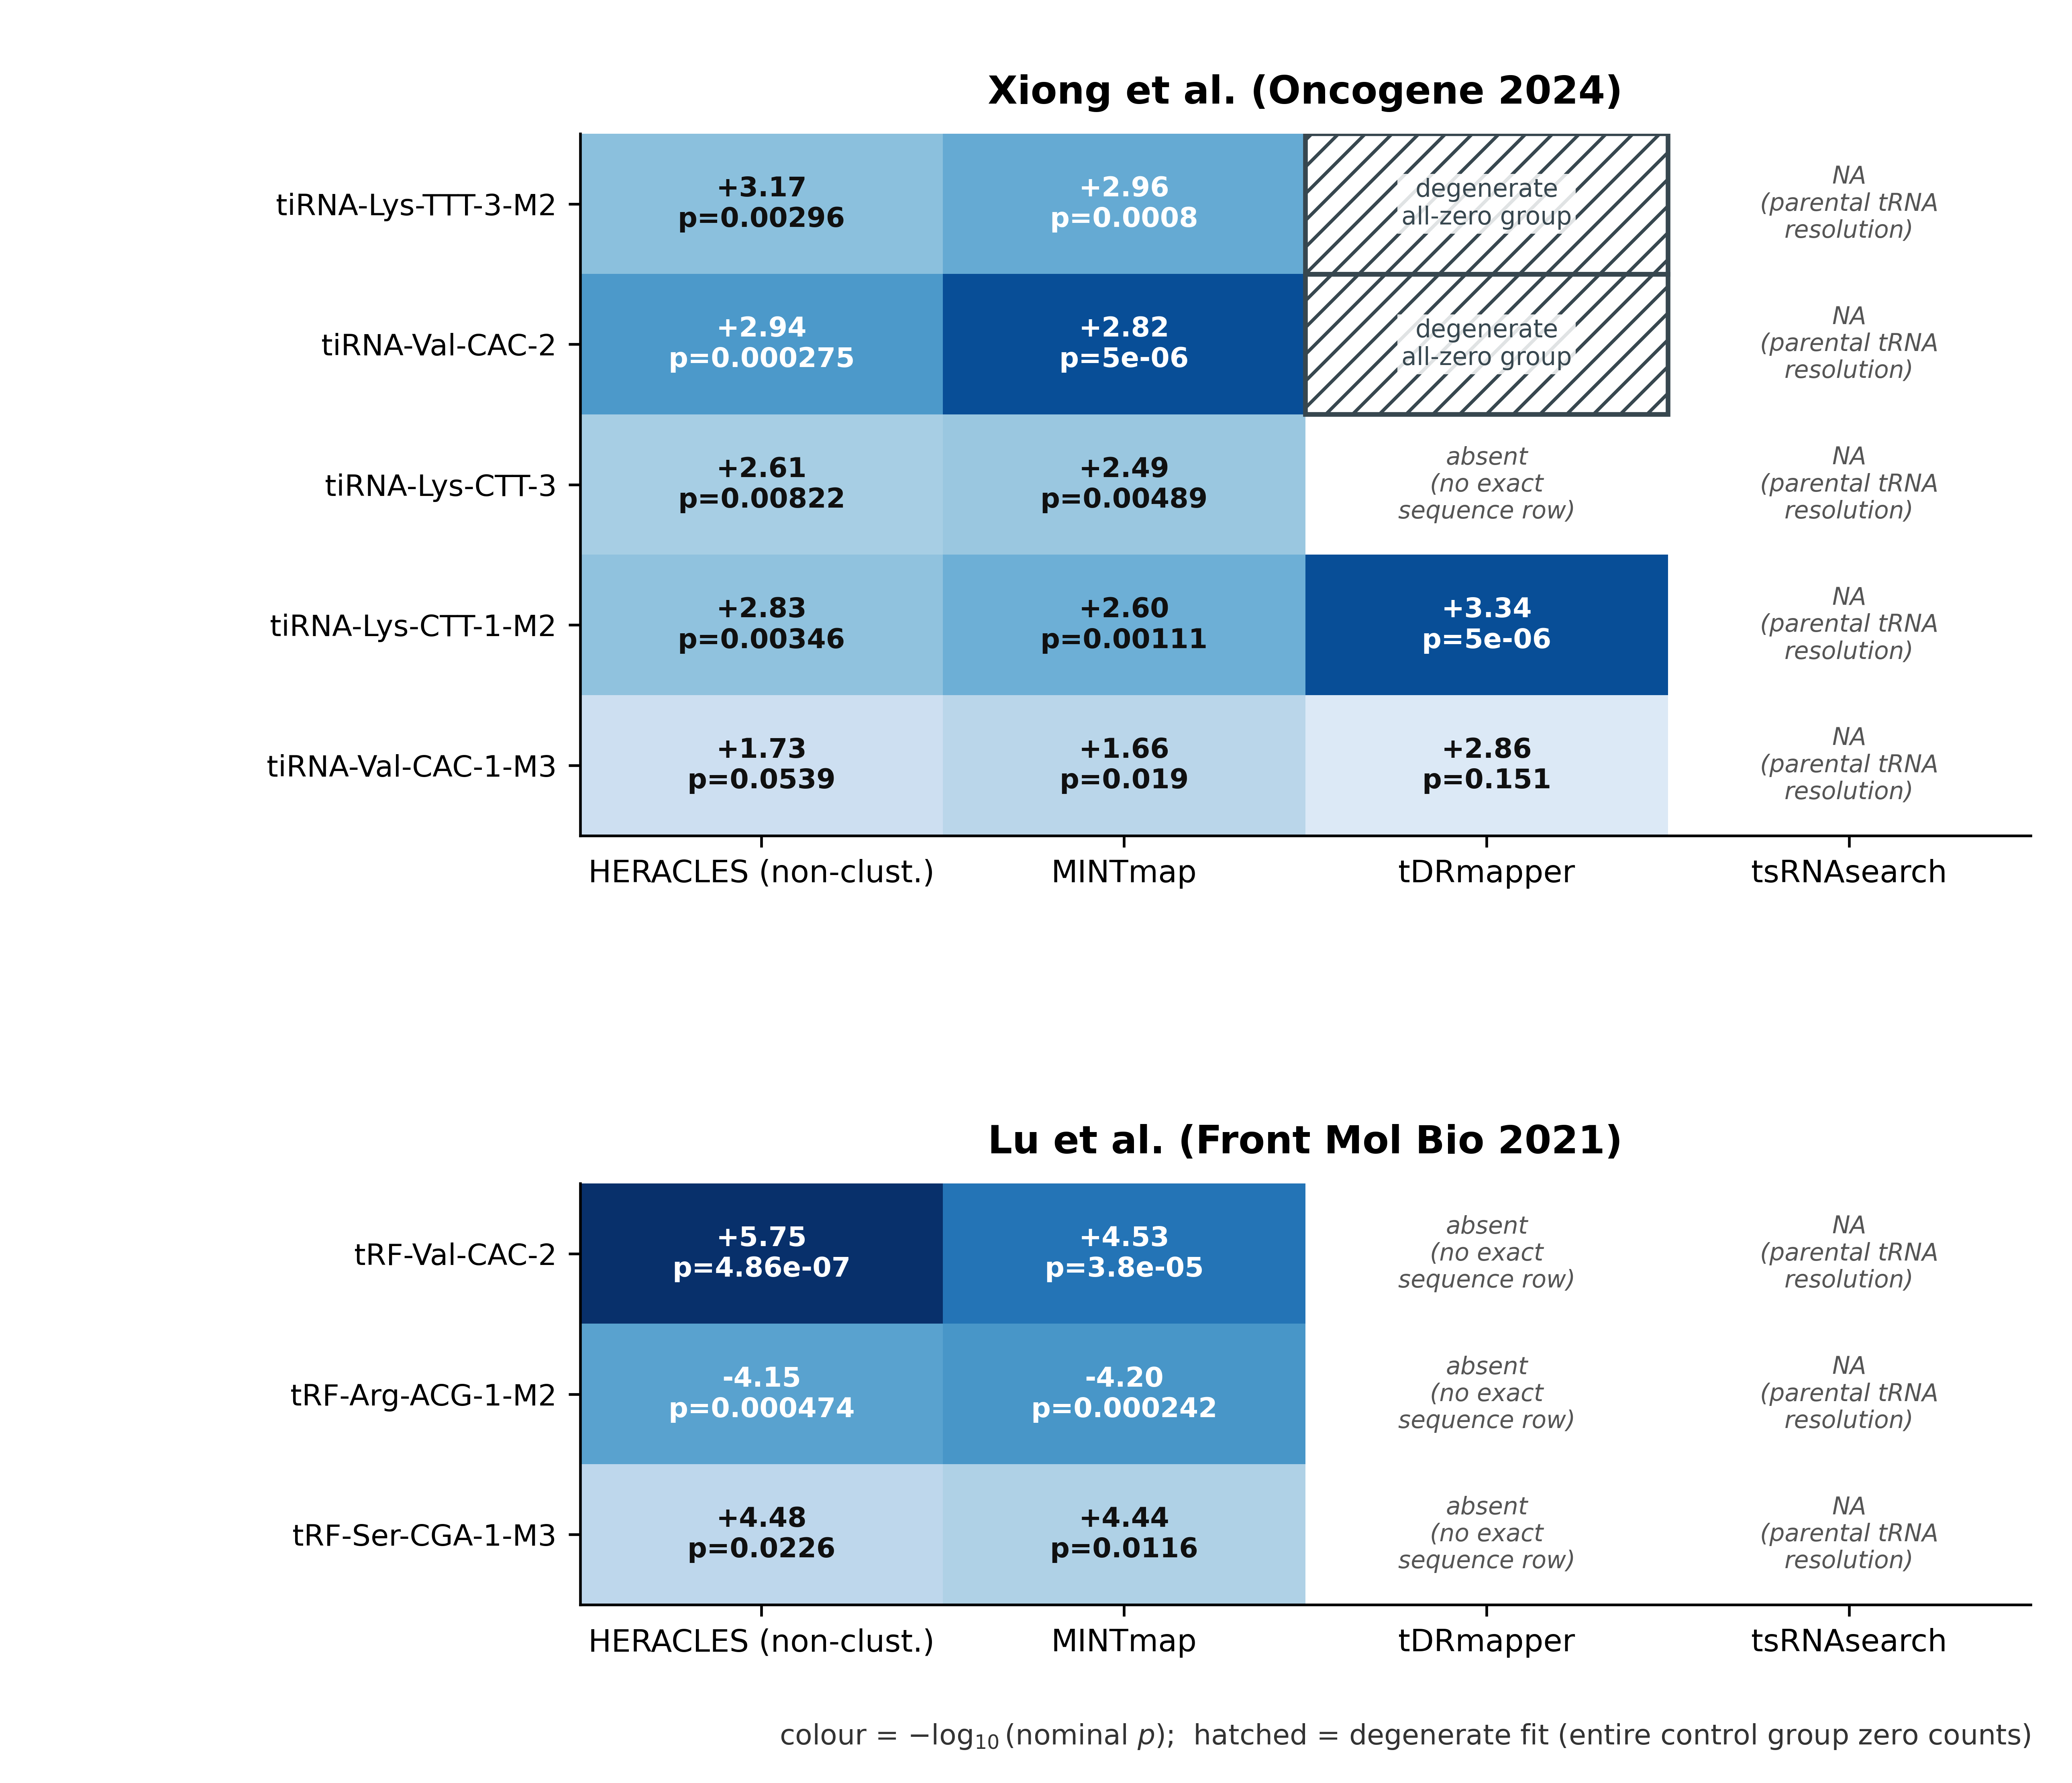 Xiong et al. (Oncogene 2024)
tiRNA-Lys-TTT-3-M2
+3.17
p=0.00296
+2.96
p=0.0008
degenerate
all-zero group
NA
(parental tRNA
resolution)
tiRNA-Val-CAC-2
+2.94
p=0.000275
+2.82
p=5e-06
degenerate
all-zero group
NA
(parental tRNA
resolution)
tiRNA-Lys-CTT-3
+2.61
p=0.00822
+2.49
p=0.00489
absent
(no exact
sequence row)
NA
(parental tRNA
resolution)
tiRNA-Lys-CTT-1-M2
+2.83
p=0.00346
+2.60
p=0.00111
+3.34
p=5e-06
NA
(parental tRNA
resolution)
tiRNA-Val-CAC-1-M3
+1.73
p=0.0539
+1.66
p=0.019
+2.86
p=0.151
NA
(parental tRNA
resolution)
HERACLES (non-clust.)
MINTmap
tDRmapper
tsRNAsearch
Lu et al. (Front Mol Bio 2021)
tRF-Val-CAC-2
+5.75
p=4.86e-07
+4.53
p=3.8e-05
absent
(no exact
sequence row)
NA
(parental tRNA
resolution)
tRF-Arg-ACG-1-M2
-4.15
p=0.000474
-4.20
p=0.000242
absent
(no exact
sequence row)
NA
(parental tRNA
resolution)
tRF-Ser-CGA-1-M3
+4.48
p=0.0226
+4.44
p=0.0116
absent
(no exact
sequence row)
NA
(parental tRNA
resolution)
HERACLES (non-clust.)
MINTmap
tDRmapper
tsRNAsearch
colour = −log₁₀(nominal p); hatched = degenerate fit (entire control group zero counts)